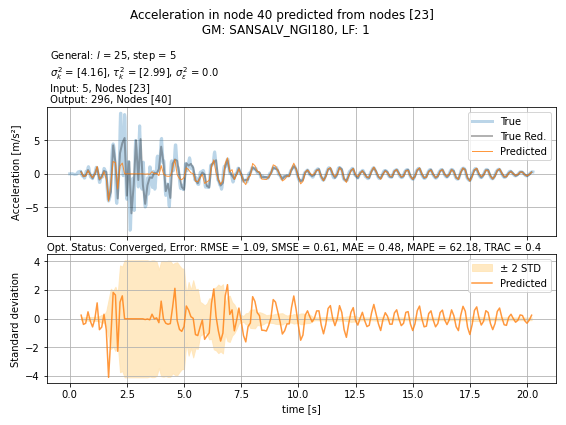 Acceleration in node 40 predicted from nodes [23]
GM: SANSALV_NGI180, LF: 1
General: l = 25, step = 5
σ²ₖ = [4.16], τ²ₖ = [2.99], σ²ε = 0.0
Input: 5, Nodes [23]
Output: 296, Nodes [40]
Acceleration [m/s²]
5
0
−5
True
True Red.
Predicted
Opt. Status: Converged, Error: RMSE = 1.09, SMSE = 0.61, MAE = 0.48, MAPE = 62.18, TRAC = 0.4
Standard deviation
4
2
0
−2
−4
± 2 STD
Predicted
0.0 2.5 5.0 7.5 10.0 12.5 15.0 17.5 20.0
time [s]